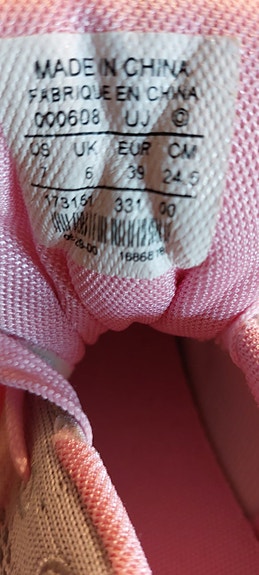 MADE IN CHINA
FABRIQUE EN CHINA
000608 UJ @
US UK EUR CM
7 6 39 24.5
173161 331 00